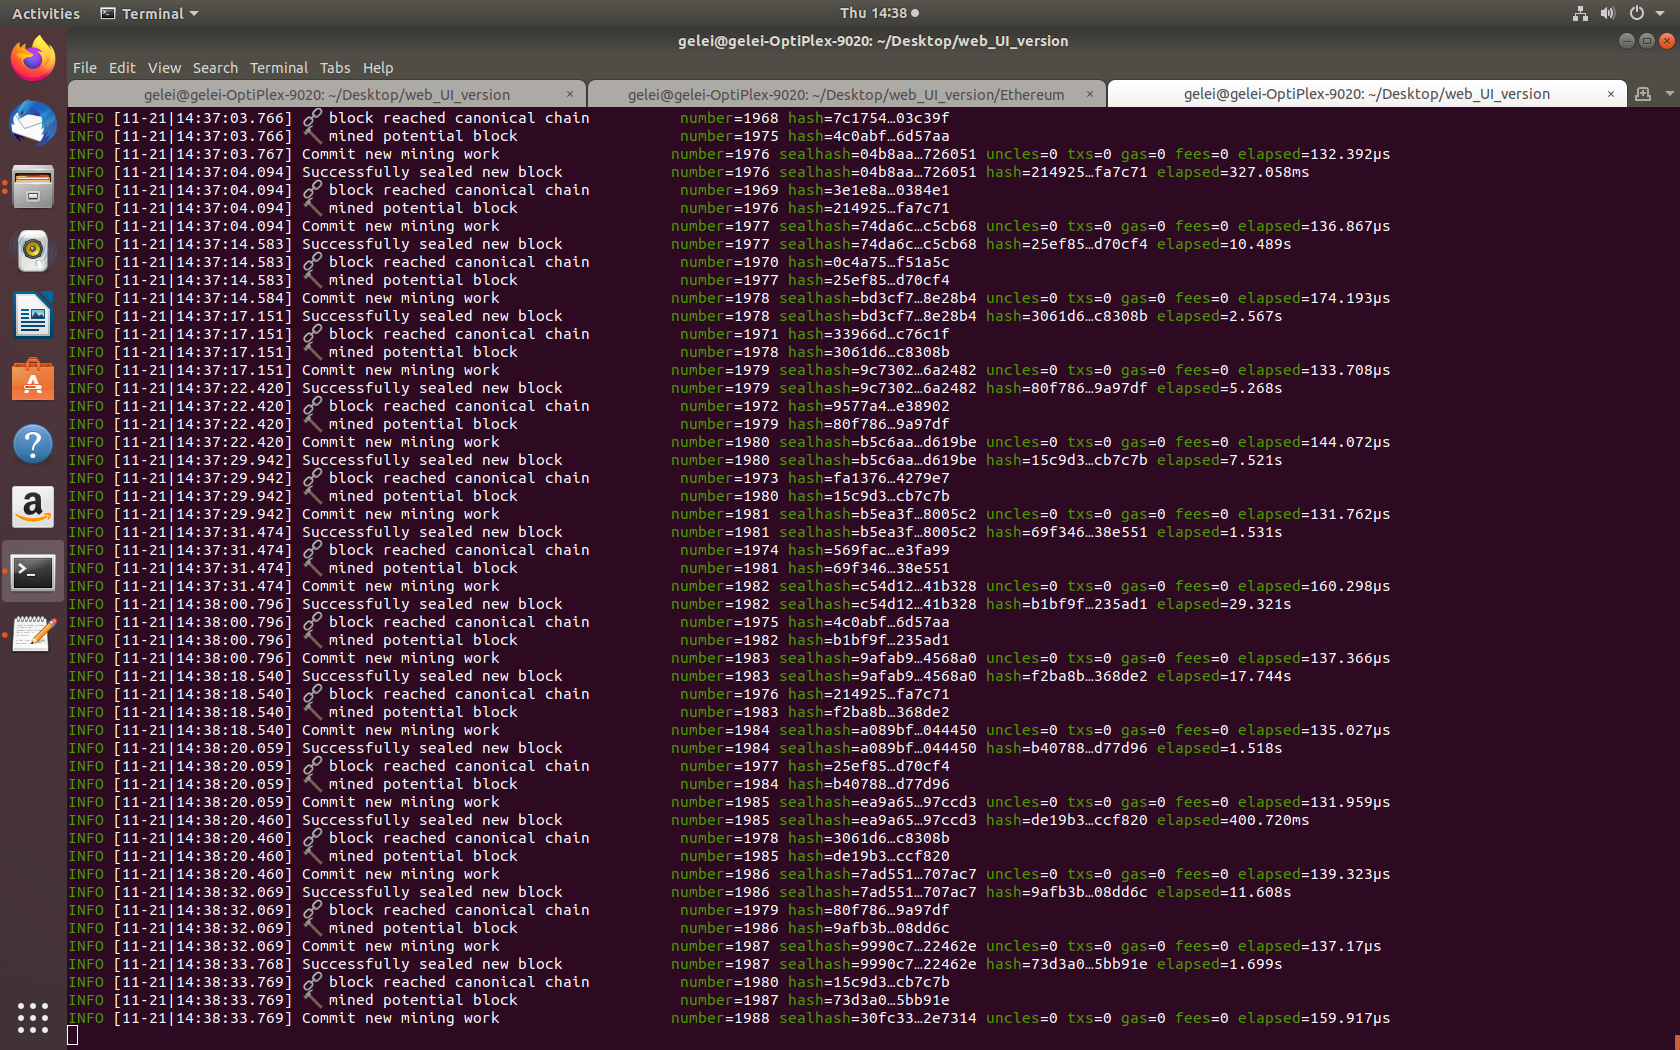 Activities Terminal Thu 14:38
gelei@gelei-OptiPlex-9020: ~/Desktop/web_UI_version
File Edit View Search Terminal Tabs Help
gelei@gelei-OptiPlex-9020: ~/Desktop/web_UI_version × gelei@gelei-OptiPlex-9020: ~/Desktop/web_UI_version/Ethereum × gelei@gelei-OptiPlex-9020: ~/Desktop/web_UI_version ×
INFO [11-21|14:37:03.766] 🔗 block reached canonical chain number=1968 hash=7c1754…03c39f
INFO [11-21|14:37:03.766] 🔨 mined potential block number=1975 hash=4c0abf…6d57aa
INFO [11-21|14:37:03.767] Commit new mining work number=1976 sealhash=04b8aa…726051 uncles=0 txs=0 gas=0 fees=0 elapsed=132.392µs
INFO [11-21|14:37:04.094] Successfully sealed new block number=1976 sealhash=04b8aa…726051 hash=214925…fa7c71 elapsed=327.058ms
INFO [11-21|14:37:04.094] 🔗 block reached canonical chain number=1969 hash=3e1e8a…0384e1
INFO [11-21|14:37:04.094] 🔨 mined potential block number=1976 hash=214925…fa7c71
INFO [11-21|14:37:04.094] Commit new mining work number=1977 sealhash=74da6c…c5cb68 uncles=0 txs=0 gas=0 fees=0 elapsed=136.867µs
INFO [11-21|14:37:14.583] Successfully sealed new block number=1977 sealhash=74da6c…c5cb68 hash=25ef85…d70cf4 elapsed=10.489s
INFO [11-21|14:37:14.583] 🔗 block reached canonical chain number=1970 hash=0c4a75…f51a5c
INFO [11-21|14:37:14.583] 🔨 mined potential block number=1977 hash=25ef85…d70cf4
INFO [11-21|14:37:14.584] Commit new mining work number=1978 sealhash=bd3cf7…8e28b4 uncles=0 txs=0 gas=0 fees=0 elapsed=174.193µs
INFO [11-21|14:37:17.151] Successfully sealed new block number=1978 sealhash=bd3cf7…8e28b4 hash=3061d6…c8308b elapsed=2.567s
INFO [11-21|14:37:17.151] 🔗 block reached canonical chain number=1971 hash=33966d…c76c1f
INFO [11-21|14:37:17.151] 🔨 mined potential block number=1978 hash=3061d6…c8308b
INFO [11-21|14:37:17.151] Commit new mining work number=1979 sealhash=9c7302…6a2482 uncles=0 txs=0 gas=0 fees=0 elapsed=133.708µs
INFO [11-21|14:37:22.420] Successfully sealed new block number=1979 sealhash=9c7302…6a2482 hash=80f786…9a97df elapsed=5.268s
INFO [11-21|14:37:22.420] 🔗 block reached canonical chain number=1972 hash=9577a4…e38902
INFO [11-21|14:37:22.420] 🔨 mined potential block number=1979 hash=80f786…9a97df
INFO [11-21|14:37:22.420] Commit new mining work number=1980 sealhash=b5c6aa…d619be uncles=0 txs=0 gas=0 fees=0 elapsed=144.072µs
INFO [11-21|14:37:29.942] Successfully sealed new block number=1980 sealhash=b5c6aa…d619be hash=15c9d3…cb7c7b elapsed=7.521s
INFO [11-21|14:37:29.942] 🔗 block reached canonical chain number=1973 hash=fa1376…4279e7
INFO [11-21|14:37:29.942] 🔨 mined potential block number=1980 hash=15c9d3…cb7c7b
INFO [11-21|14:37:29.942] Commit new mining work number=1981 sealhash=b5ea3f…8005c2 uncles=0 txs=0 gas=0 fees=0 elapsed=131.762µs
INFO [11-21|14:37:31.474] Successfully sealed new block number=1981 sealhash=b5ea3f…8005c2 hash=69f346…38e551 elapsed=1.531s
INFO [11-21|14:37:31.474] 🔗 block reached canonical chain number=1974 hash=569fac…e3fa99
INFO [11-21|14:37:31.474] 🔨 mined potential block number=1981 hash=69f346…38e551
INFO [11-21|14:37:31.474] Commit new mining work number=1982 sealhash=c54d12…41b328 uncles=0 txs=0 gas=0 fees=0 elapsed=160.298µs
INFO [11-21|14:38:00.796] Successfully sealed new block number=1982 sealhash=c54d12…41b328 hash=b1bf9f…235ad1 elapsed=29.321s
INFO [11-21|14:38:00.796] 🔗 block reached canonical chain number=1975 hash=4c0abf…6d57aa
INFO [11-21|14:38:00.796] 🔨 mined potential block number=1982 hash=b1bf9f…235ad1
INFO [11-21|14:38:00.796] Commit new mining work number=1983 sealhash=9afab9…4568a0 uncles=0 txs=0 gas=0 fees=0 elapsed=137.366µs
INFO [11-21|14:38:18.540] Successfully sealed new block number=1983 sealhash=9afab9…4568a0 hash=f2ba8b…368de2 elapsed=17.744s
INFO [11-21|14:38:18.540] 🔗 block reached canonical chain number=1976 hash=214925…fa7c71
INFO [11-21|14:38:18.540] 🔨 mined potential block number=1983 hash=f2ba8b…368de2
INFO [11-21|14:38:18.540] Commit new mining work number=1984 sealhash=a089bf…044450 uncles=0 txs=0 gas=0 fees=0 elapsed=135.027µs
INFO [11-21|14:38:20.059] Successfully sealed new block number=1984 sealhash=a089bf…044450 hash=b40788…d77d96 elapsed=1.518s
INFO [11-21|14:38:20.059] 🔗 block reached canonical chain number=1977 hash=25ef85…d70cf4
INFO [11-21|14:38:20.059] 🔨 mined potential block number=1984 hash=b40788…d77d96
INFO [11-21|14:38:20.059] Commit new mining work number=1985 sealhash=ea9a65…97ccd3 uncles=0 txs=0 gas=0 fees=0 elapsed=131.959µs
INFO [11-21|14:38:20.460] Successfully sealed new block number=1985 sealhash=ea9a65…97ccd3 hash=de19b3…ccf820 elapsed=400.720ms
INFO [11-21|14:38:20.460] 🔗 block reached canonical chain number=1978 hash=3061d6…c8308b
INFO [11-21|14:38:20.460] 🔨 mined potential block number=1985 hash=de19b3…ccf820
INFO [11-21|14:38:20.460] Commit new mining work number=1986 sealhash=7ad551…707ac7 uncles=0 txs=0 gas=0 fees=0 elapsed=139.323µs
INFO [11-21|14:38:32.069] Successfully sealed new block number=1986 sealhash=7ad551…707ac7 hash=9afb3b…08dd6c elapsed=11.608s
INFO [11-21|14:38:32.069] 🔗 block reached canonical chain number=1979 hash=80f786…9a97df
INFO [11-21|14:38:32.069] 🔨 mined potential block number=1986 hash=9afb3b…08dd6c
INFO [11-21|14:38:32.069] Commit new mining work number=1987 sealhash=9990c7…22462e uncles=0 txs=0 gas=0 fees=0 elapsed=137.17µs
INFO [11-21|14:38:33.768] Successfully sealed new block number=1987 sealhash=9990c7…22462e hash=73d3a0…5bb91e elapsed=1.699s
INFO [11-21|14:38:33.769] 🔗 block reached canonical chain number=1980 hash=15c9d3…cb7c7b
INFO [11-21|14:38:33.769] 🔨 mined potential block number=1987 hash=73d3a0…5bb91e
INFO [11-21|14:38:33.769] Commit new mining work number=1988 sealhash=30fc33…2e7314 uncles=0 txs=0 gas=0 fees=0 elapsed=159.917µs